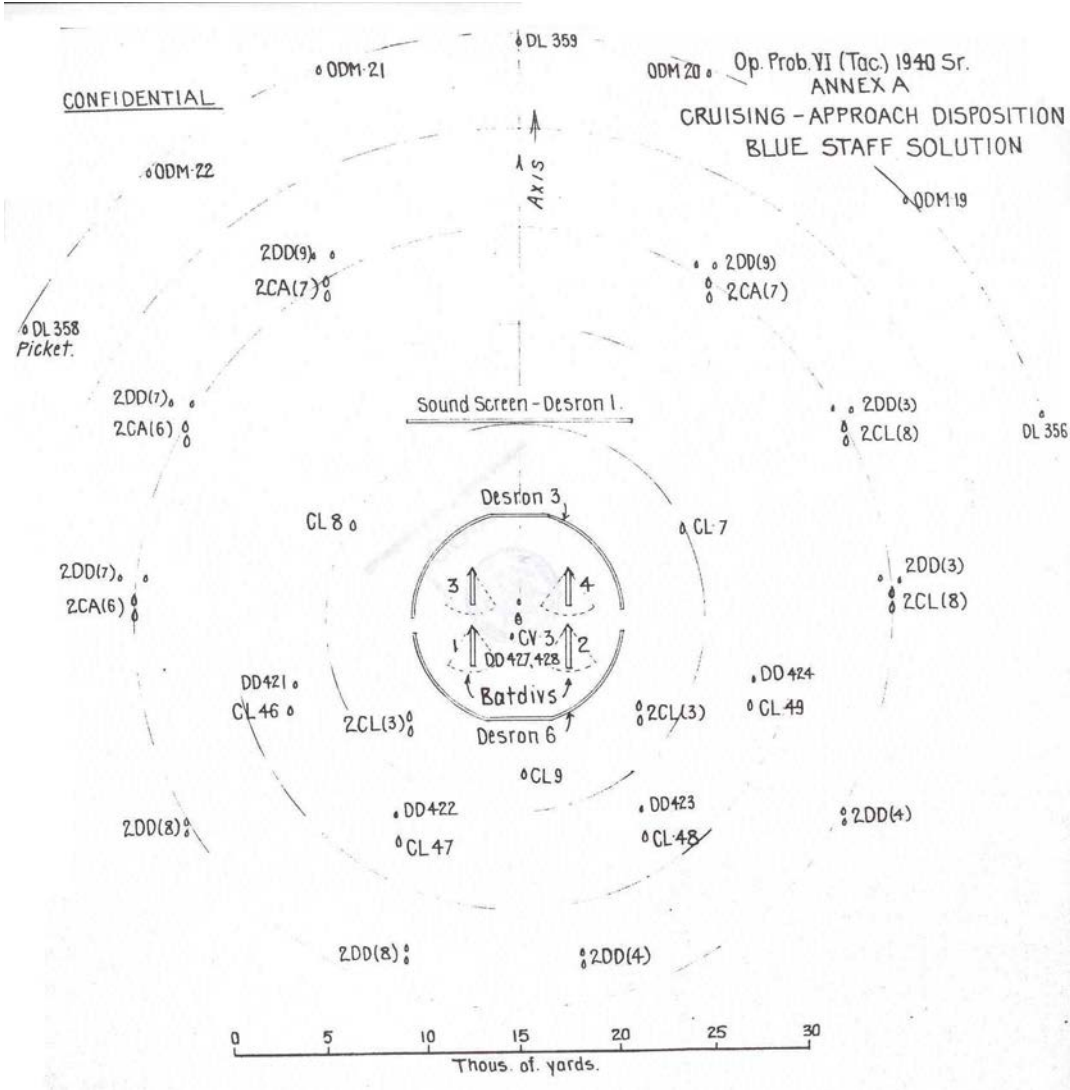 DL 359
ODM-21
ODM 20
Op. Prob. VI (Tac.) 1940 Sr.
ANNEX A
CONFIDENTIAL
CRUISING - APPROACH DISPOSITION
BLUE STAFF SOLUTION
ODM-22
AXIS
ODM 19
2DD(9)
2DD(9)
2CA(7)
2CA(7)
DL 358
Picket.
2DD(7)
Sound Screen - Desron 1.
2DD(3)
2CA(6)
2CL(8)
DL 356
Desron 3
CL 8
CL-7
2DD(7)
3
4
2DD(3)
2CA(6)
2CL(8)
CV-3
1
2
DD 427, 428
DD421
Batdivs
DD 424
CL 46
2CL(3)
2CL(3)
CL 49
Desron 6
CL 9
DD 422
DD423
2DD(8)
CL 47
CL-48
2DD(4)
2DD(8)
2DD(4)
0 5 10 15 20 25 30
Thous. of. yards.